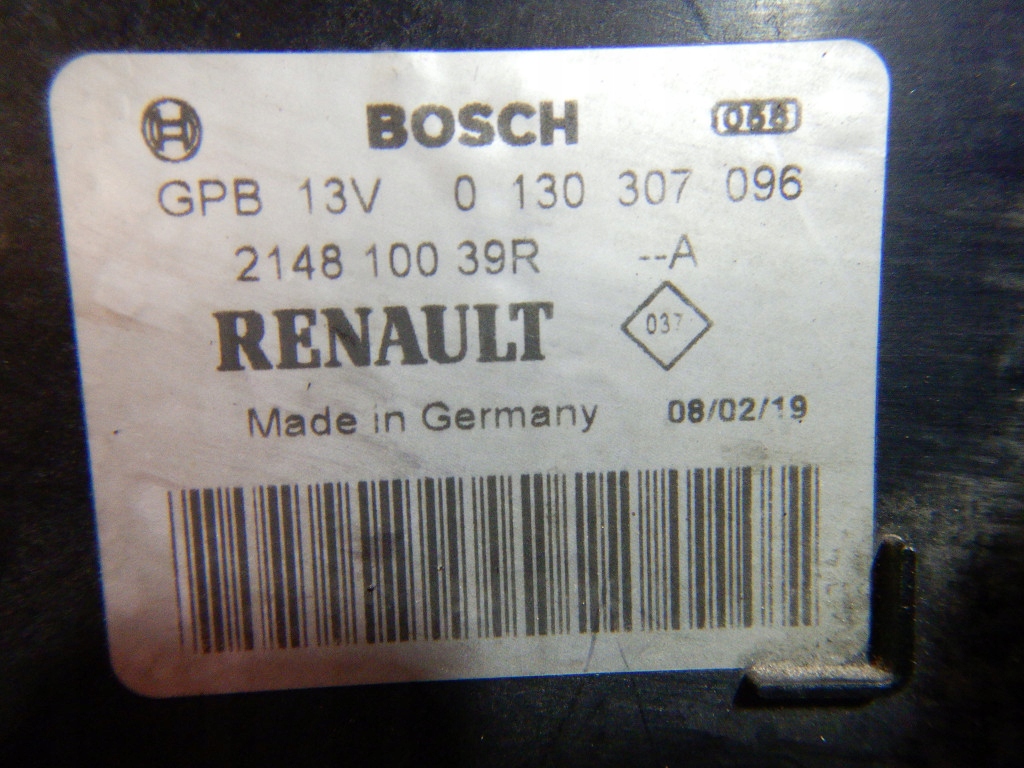 BOSCH
GPB 13V 0 130 307 096
2148 100 39R --A
RENAULT
037
Made in Germany 08/02/19